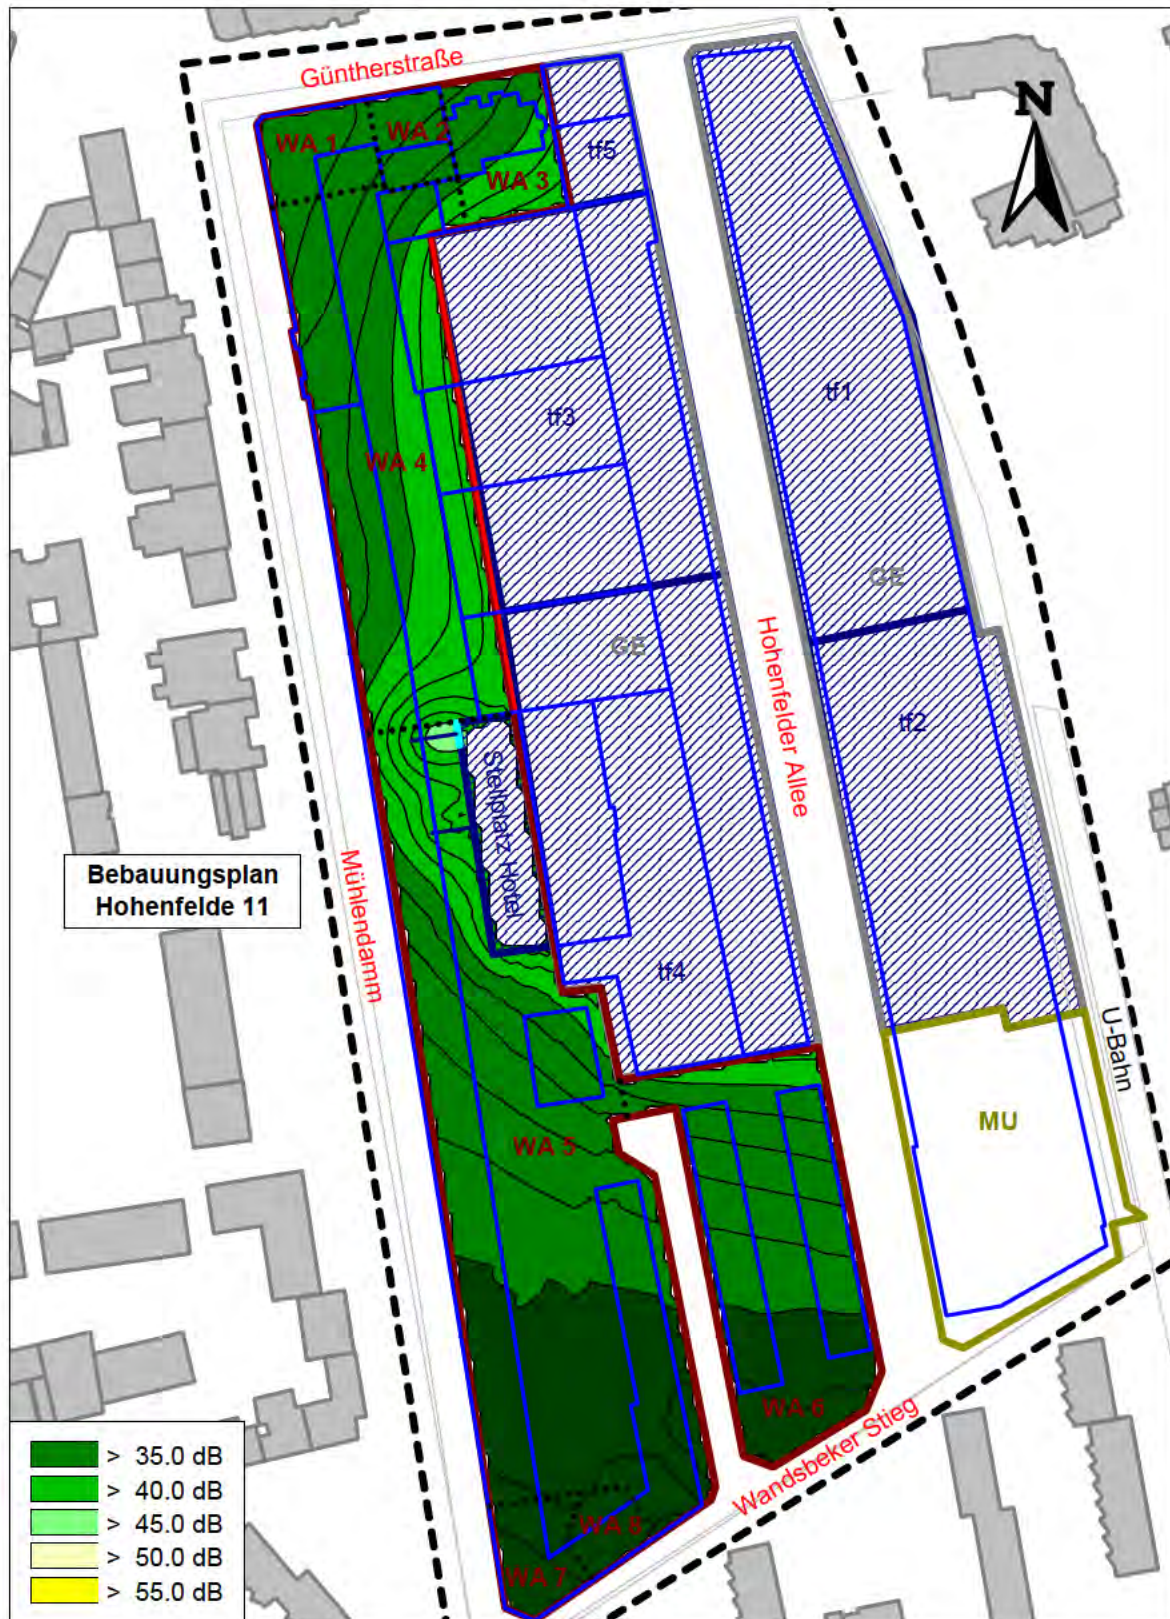 Güntherstraße
N
WA 1
WA 2
WA 3
tf5
tf1
tf3
WA 4
GE
GE
Hohenfelder Allee
tf2
Stellplatz Hotel
Bebauungsplan
Hohenfelde 11
Mühlendamm
tf4
U-Bahn
MU
WA 5
WA 6
Wandsbeker Stieg
WA 8
WA 7
> 35.0 dB
> 40.0 dB
> 45.0 dB
> 50.0 dB
> 55.0 dB